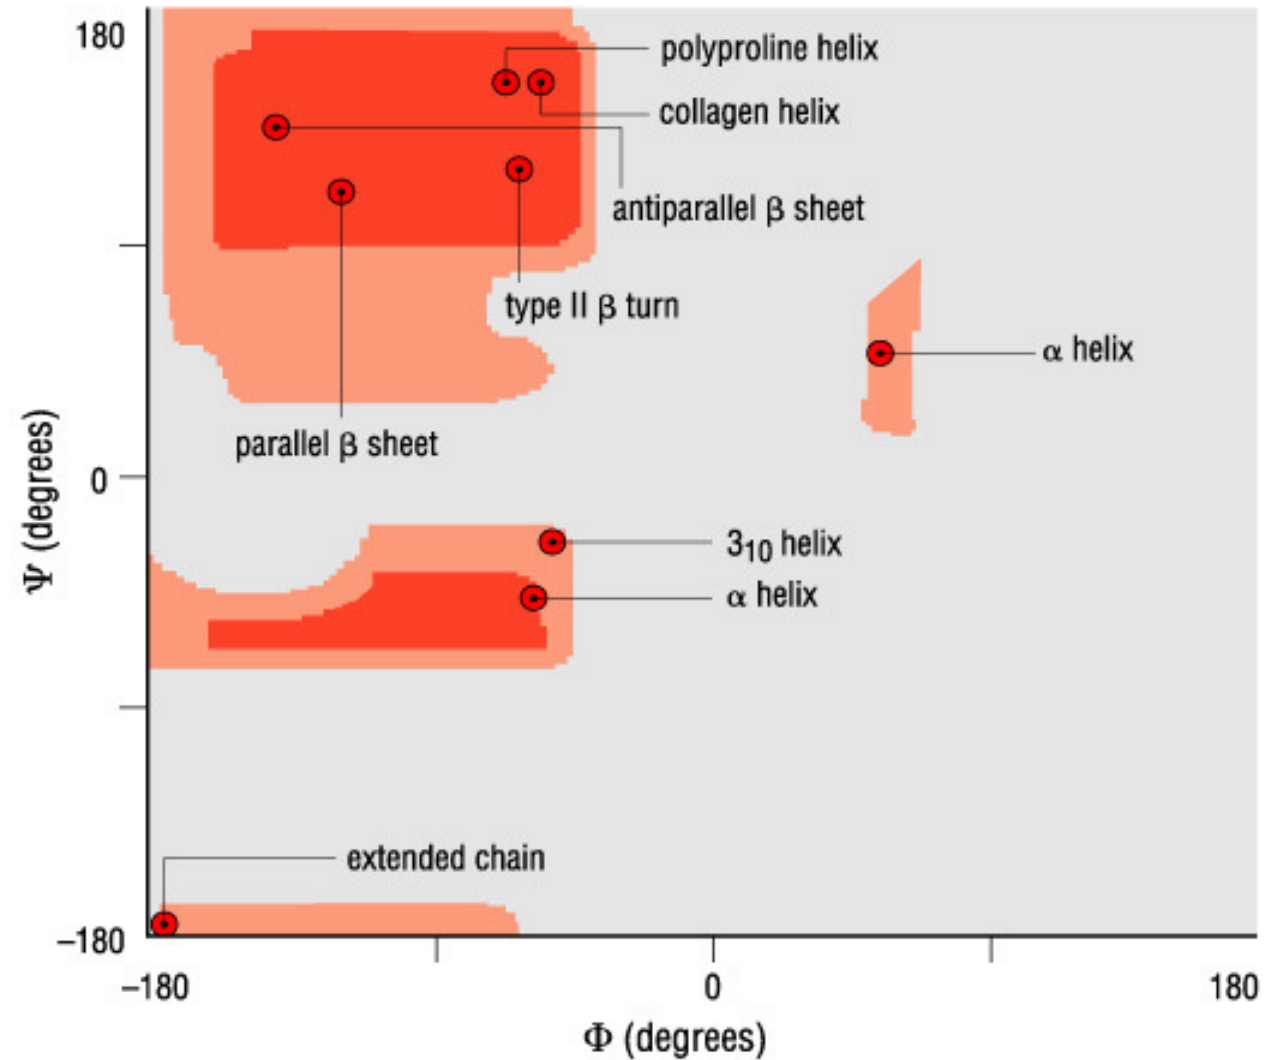 180
polyproline helix
collagen helix
antiparallel β sheet
type II β turn
α helix
parallel β sheet
0
Ψ (degrees)
3₁₀ helix
α helix
extended chain
–180
–180
0
180
Φ (degrees)